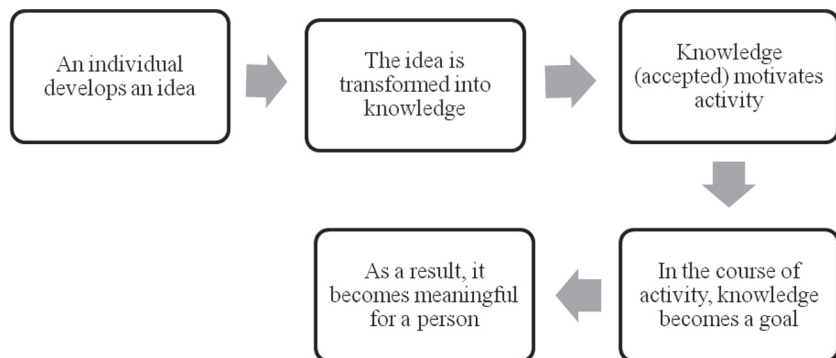 An individual
develops an idea
The idea is
transformed into
knowledge
Knowledge
(accepted) motivates
activity
In the course of
activity, knowledge
becomes a goal
As a result, it
becomes meaningful
for a person